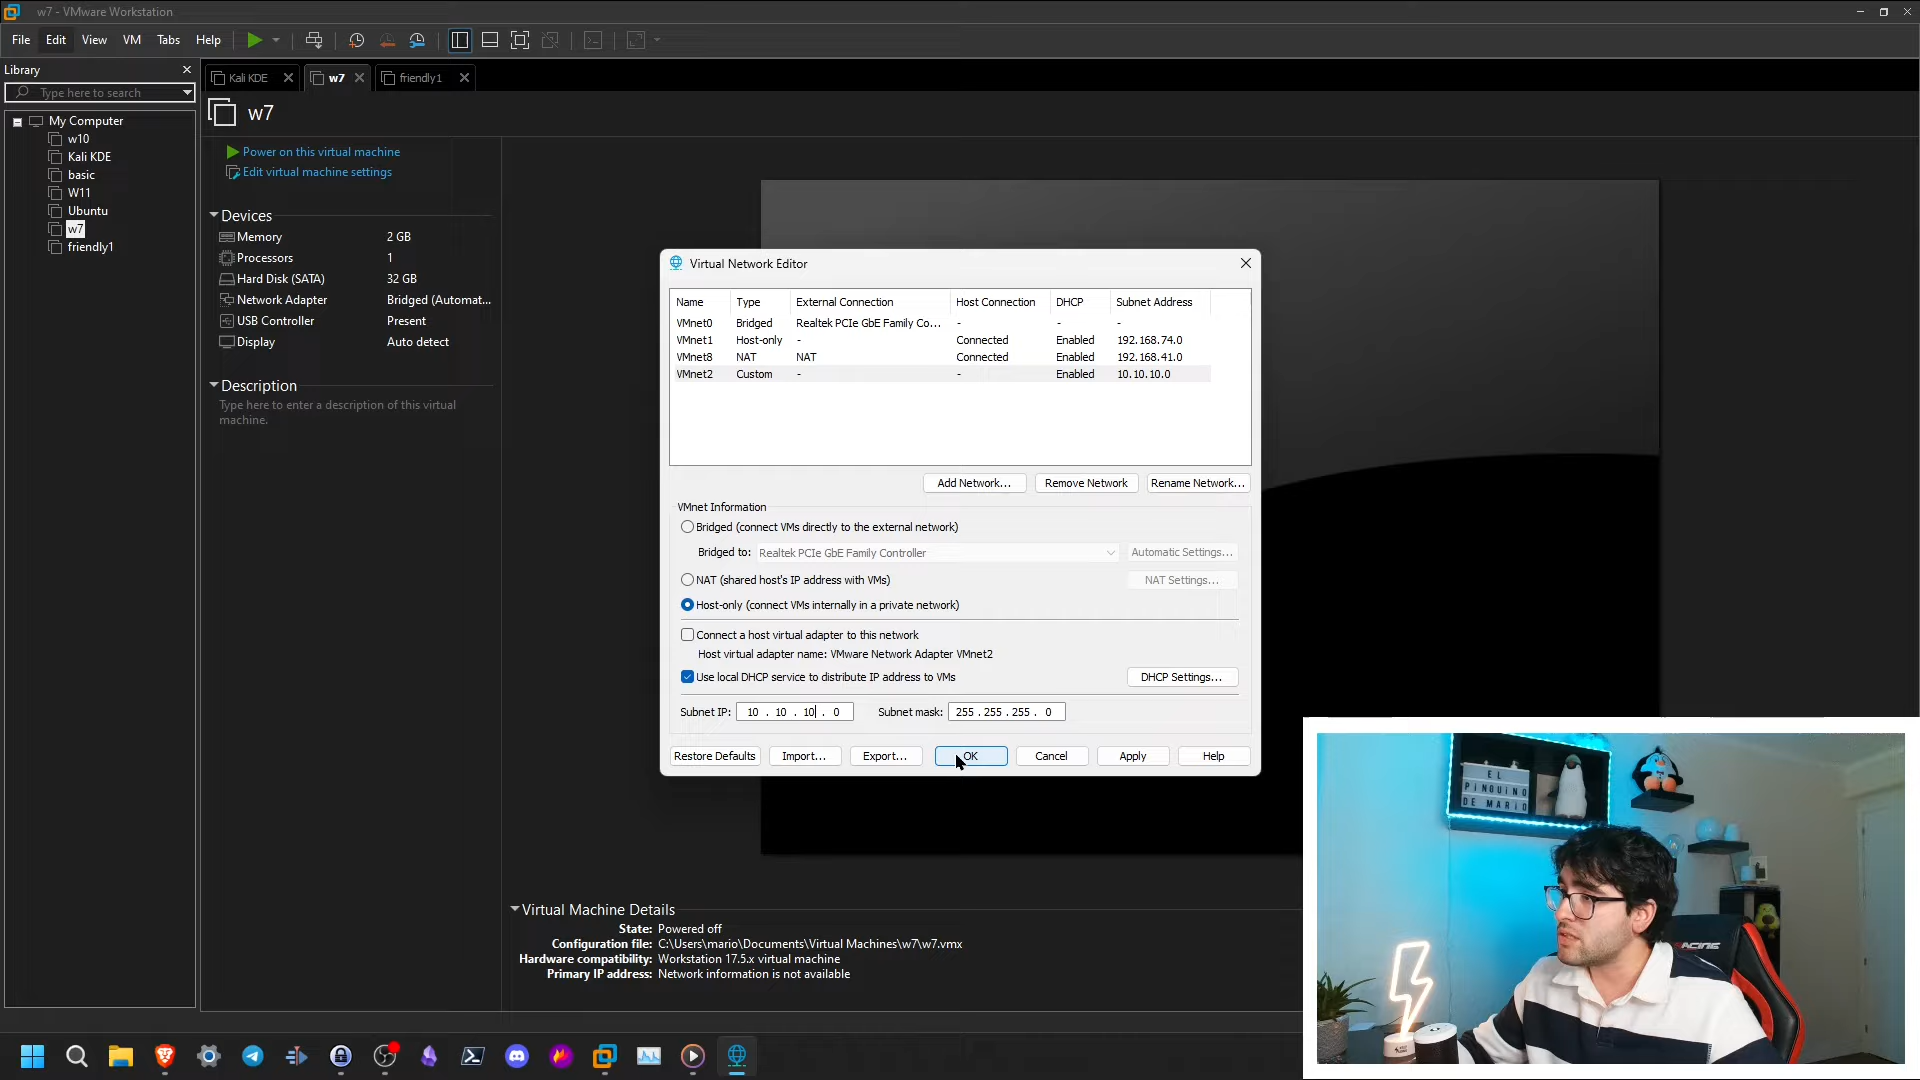 w7 - VMware Workstation
File Edit View VM Tabs Help
Library
Type here to search
My Computer
w10
Kali KDE
basic
W11
Ubuntu
w7
friendly1
Kali KDE w7 friendly1
w7
Power on this virtual machine
Edit virtual machine settings
Devices
Memory 2 GB
Processors 1
Hard Disk (SATA) 32 GB
Network Adapter Bridged (Automat...
USB Controller Present
Display Auto detect
Description
Type here to enter a description of this virtual
machine.
Virtual Network Editor
Name Type External Connection Host Connection DHCP Subnet Address
VMnet0 Bridged Realtek PCIe GbE Family Co... - - -
VMnet1 Host-only - Connected Enabled 192.168.74.0
VMnet8 NAT NAT Connected Enabled 192.168.41.0
VMnet2 Custom - - Enabled 10.10.10.0
Add Network... Remove Network Rename Network...
VMnet Information
Bridged (connect VMs directly to the external network)
Bridged to: Realtek PCIe GbE Family Controller Automatic Settings...
NAT (shared host's IP address with VMs) NAT Settings...
Host-only (connect VMs internally in a private network)
Connect a host virtual adapter to this network
Host virtual adapter name: VMware Network Adapter VMnet2
Use local DHCP service to distribute IP address to VMs DHCP Settings...
Subnet IP: 10 . 10 . 10 . 0 Subnet mask: 255 . 255 . 255 . 0
Restore Defaults Import... Export... OK Cancel Apply Help
Virtual Machine Details
State: Powered off
Configuration file: C:\Users\mario\Documents\Virtual Machines\w7\w7.vmx
Hardware compatibility: Workstation 17.5.x virtual machine
Primary IP address: Network information is not available
EL
PINGUINO
DE MARIO